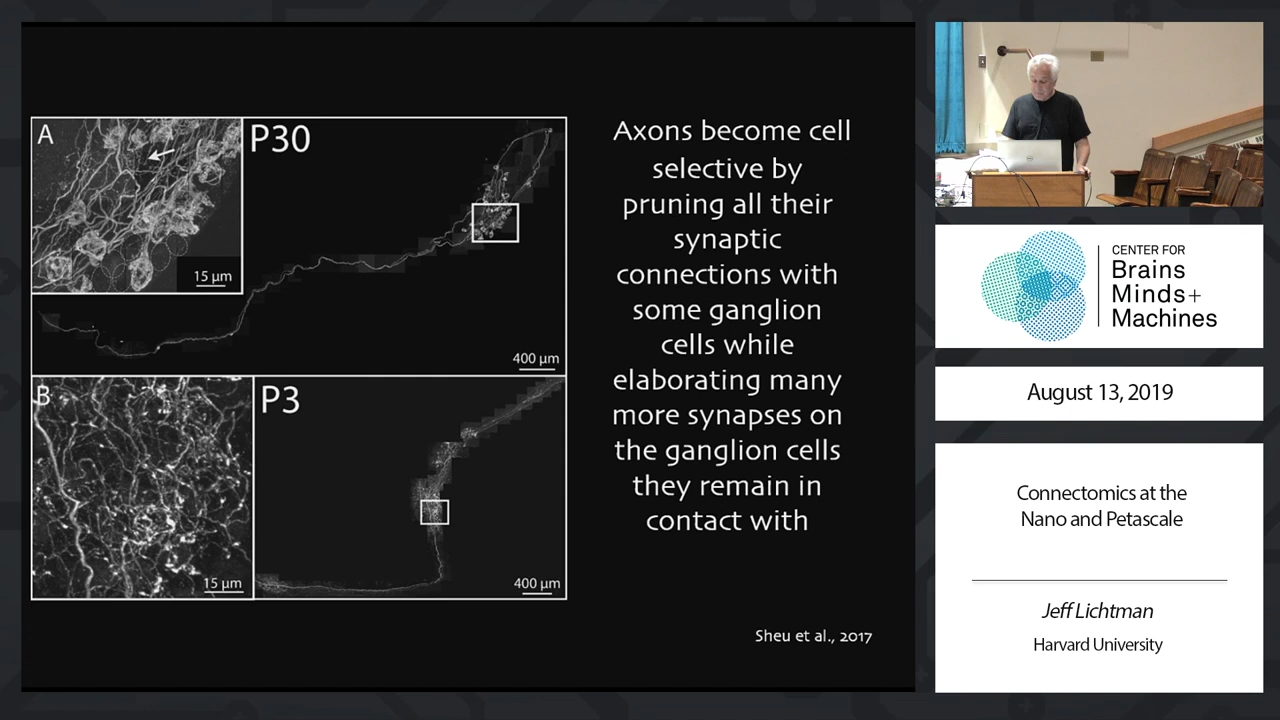 A
P30
15 µm
400 µm
B
P3
15 µm
400 µm
Axons become cell
selective by
pruning all their
synaptic
connections with
some ganglion
cells while
elaborating many
more synapses on
the ganglion cells
they remain in
contact with
Sheu et al., 2017
CENTER FOR
Brains
Minds+
Machines
August 13, 2019
Connectomics at the
Nano and Petascale
Jeff Lichtman
Harvard University